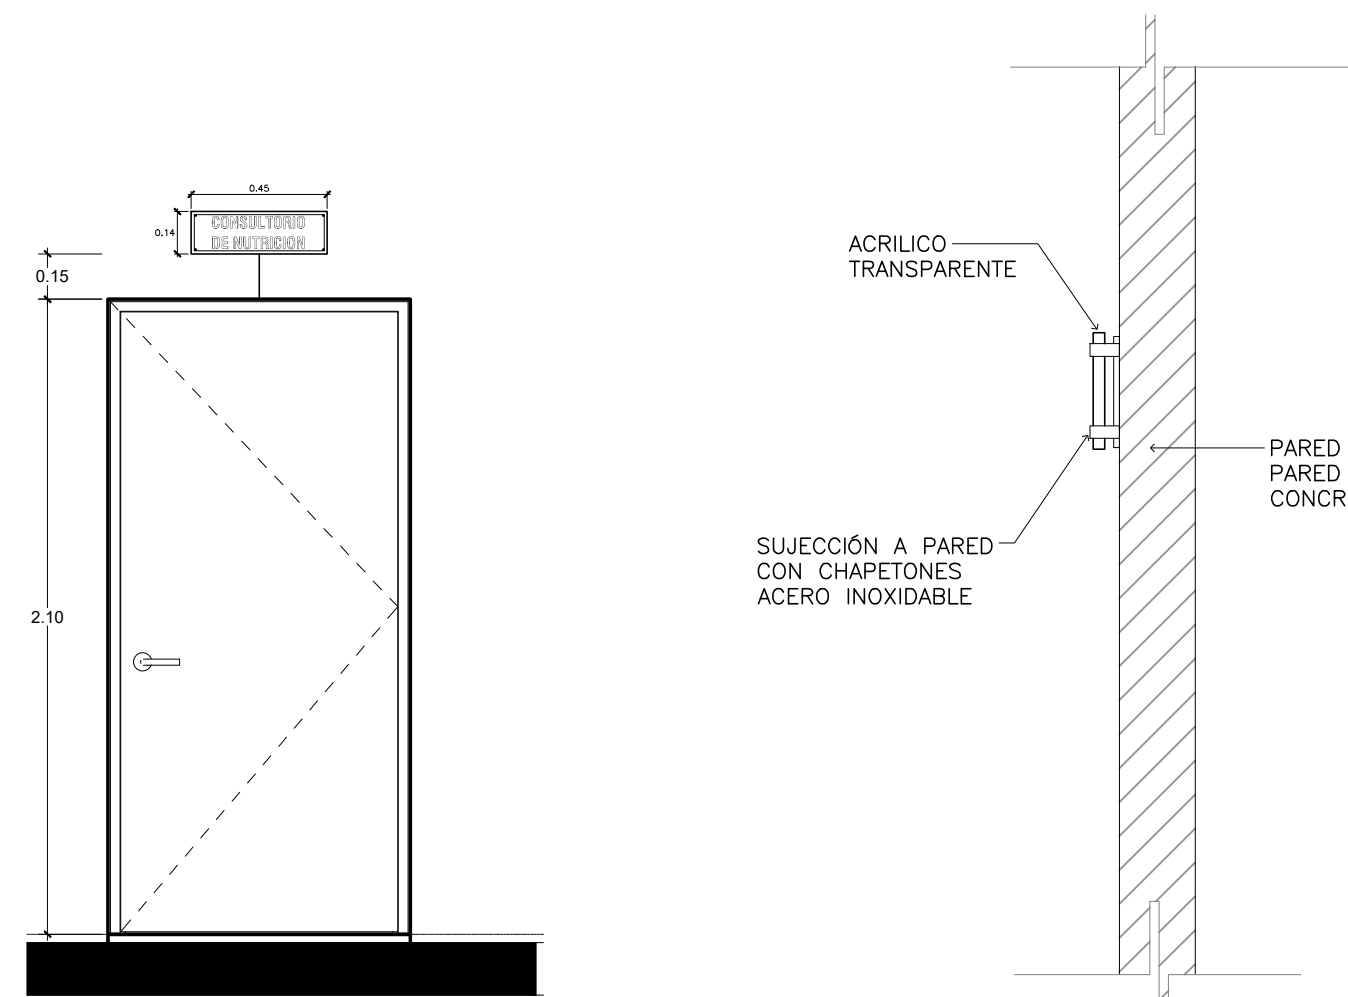 0.45
0.14
CONSULTORIO
DE NUTRICION
0.15
2.10
ACRILICO
TRANSPARENTE
SUJECCIÓN A PARED
CON CHAPETONES
ACERO INOXIDABLE
PARED
PARED
CONCR